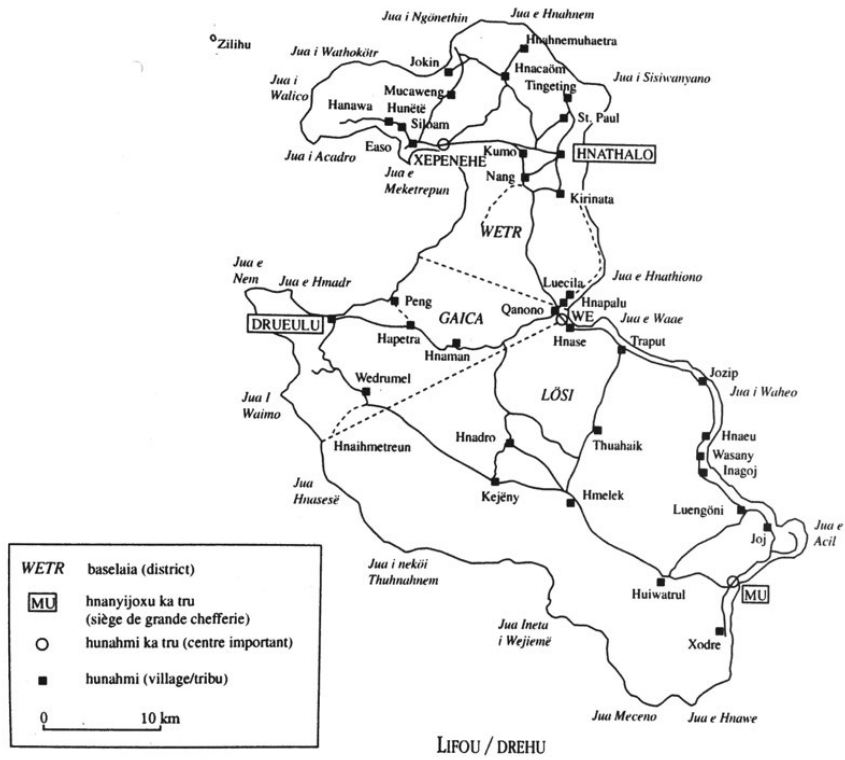 Jua i Ngönethin
Jua e Hnahnem
Zilihu
Jua i Wathokötr
Hnahnemuhaetra
Jokin
Hnacaöm
Jua i
Walico
Tingeting
Jua i Sisiwanyano
Mucaweng
Hanawa
Hunëtë
Siloam
St. Paul
Easo
XEPENEHE
Kumo
HNATHALO
Jua i Acadro
Jua e
Meketrepun
Nang
Kirinata
WETR
Jua e
Nem
Jua e Hmadr
Luecila
Jua e Hnathiono
Peng
Qanono
Hnapalu
GAICA
WE
Jua e Waae
DRUEULU
Hapetra
Hnase
Hnaman
Traput
Wedrumel
Jozip
Jua I
Waimo
LÖSI
Jua i Waheo
Hnaihmetreun
Hnadro
Thuahaik
Hnaeu
Wasany
Inagoj
Jua
Hnasesë
Kejëny
Hmelek
Luengöni
Joj
Jua e
Acil
Jua i neköi
Thuhnahnem
Huiwatrul
MU
Jua Ineta
i Wejiemë
Xodre
Jua Meceno
Jua e Hnawe
WETR baselaia (district)
MU hnanyijoxu ka tru
(siège de grande chefferie)
hunahmi ka tru (centre important)
hunahmi (village/tribu)
0 10 km
LIFOU / DREHU